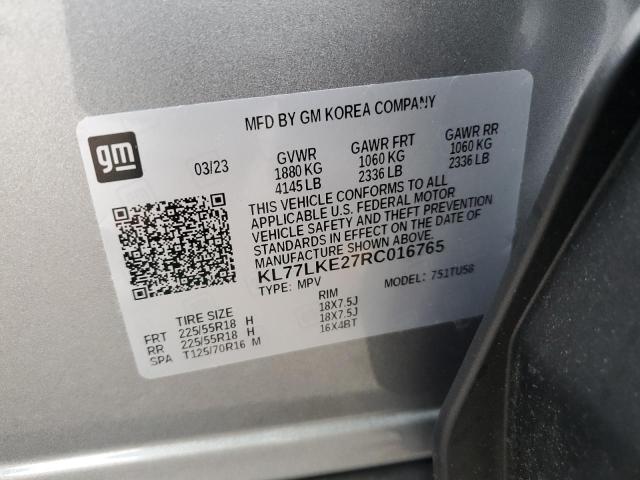 MFD BY GM KOREA COMPANY
gm
03/23
GVWR GAWR FRT GAWR RR
1880 KG 1060 KG 1060 KG
4145 LB 2336 LB 2336 LB
THIS VEHICLE CONFORMS TO ALL
APPLICABLE U.S. FEDERAL MOTOR
VEHICLE SAFETY AND THEFT PREVENTION
STANDARDS IN EFFECT ON THE DATE OF
MANUFACTURE SHOWN ABOVE.
KL77LKE27RC016765
TYPE: MPV MODEL: 751TU58
TIRE SIZE RIM
FRT 225/55R18 H 18X7.5J
RR 225/55R18 H 18X7.5J
SPA T125/70R16 M 16X4BT